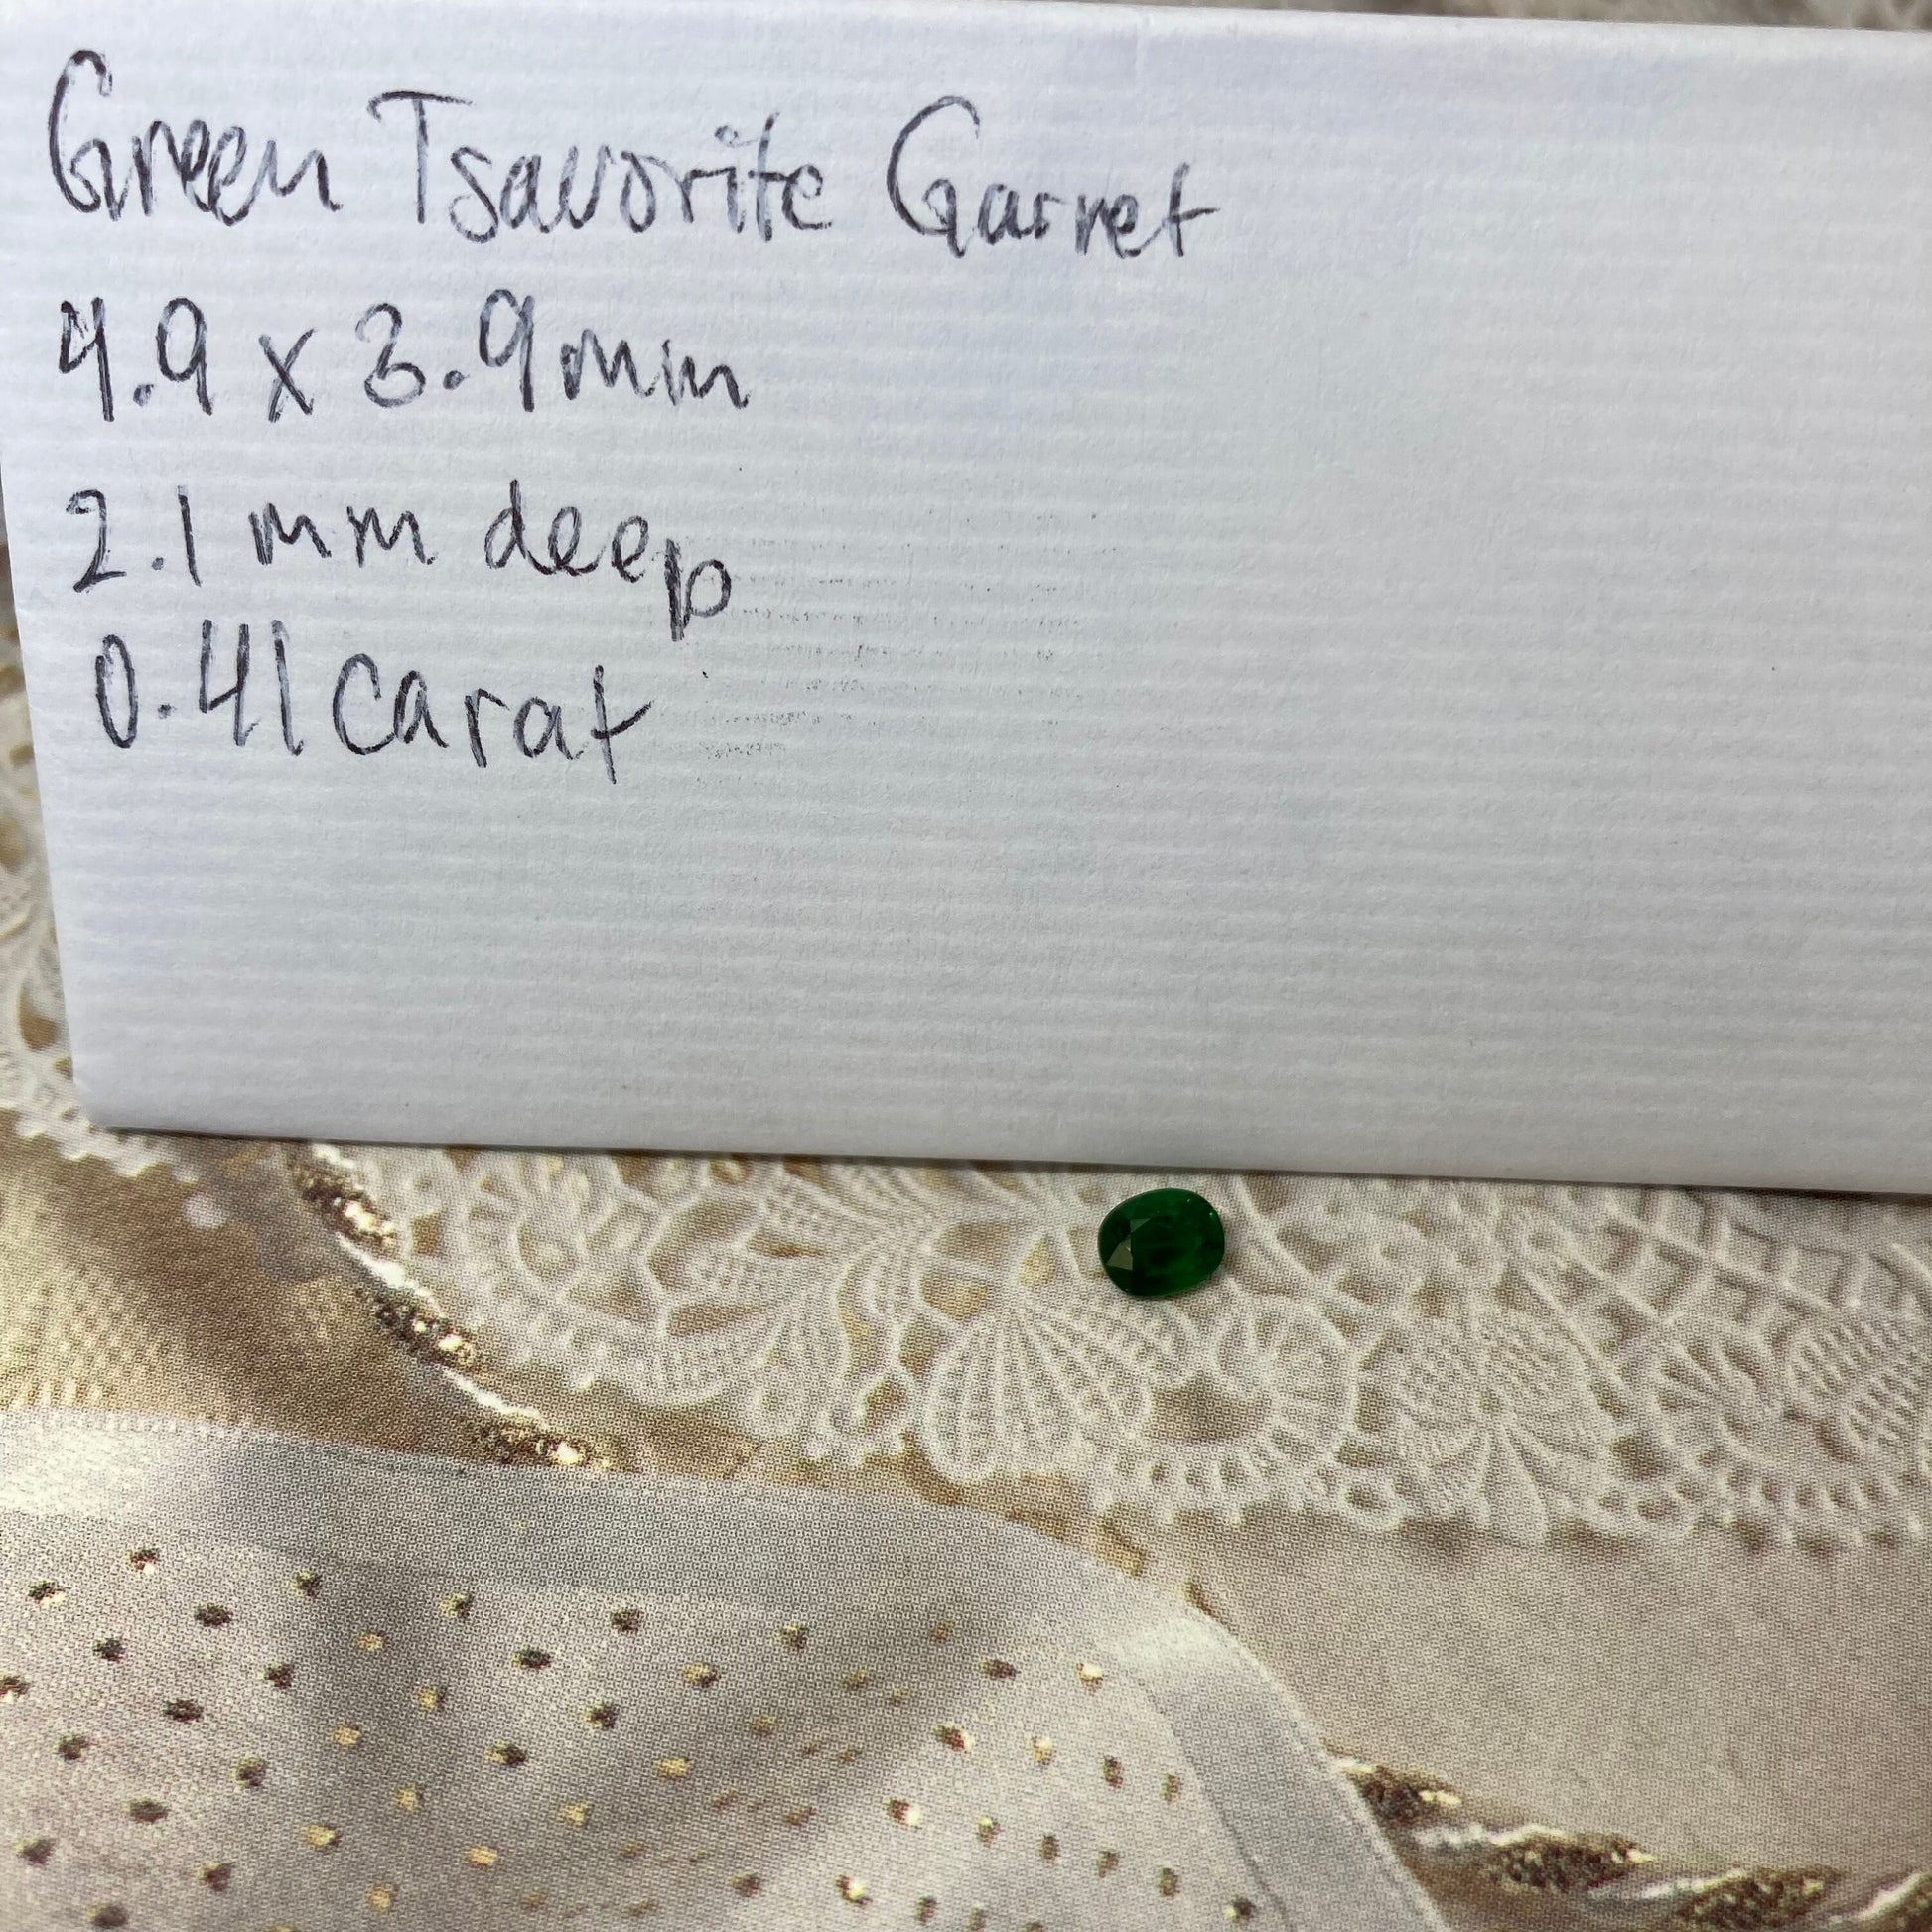 Green Tsavorite Garnet
4.9 x 3.9mm
2.1 mm deep
0.41 carat